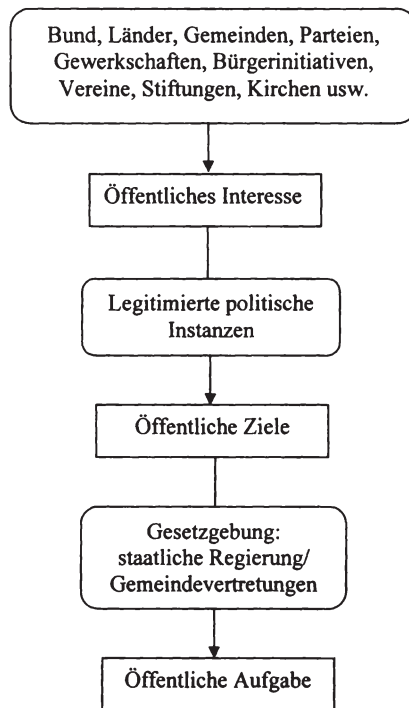 Bund, Länder, Gemeinden, Parteien,
Gewerkschaften, Bürgerinitiativen,
Vereine, Stiftungen, Kirchen usw.
Öffentliches Interesse
Legitimierte politische
Instanzen
Öffentliche Ziele
Gesetzgebung:
staatliche Regierung/
Gemeindevertretungen
Öffentliche Aufgabe